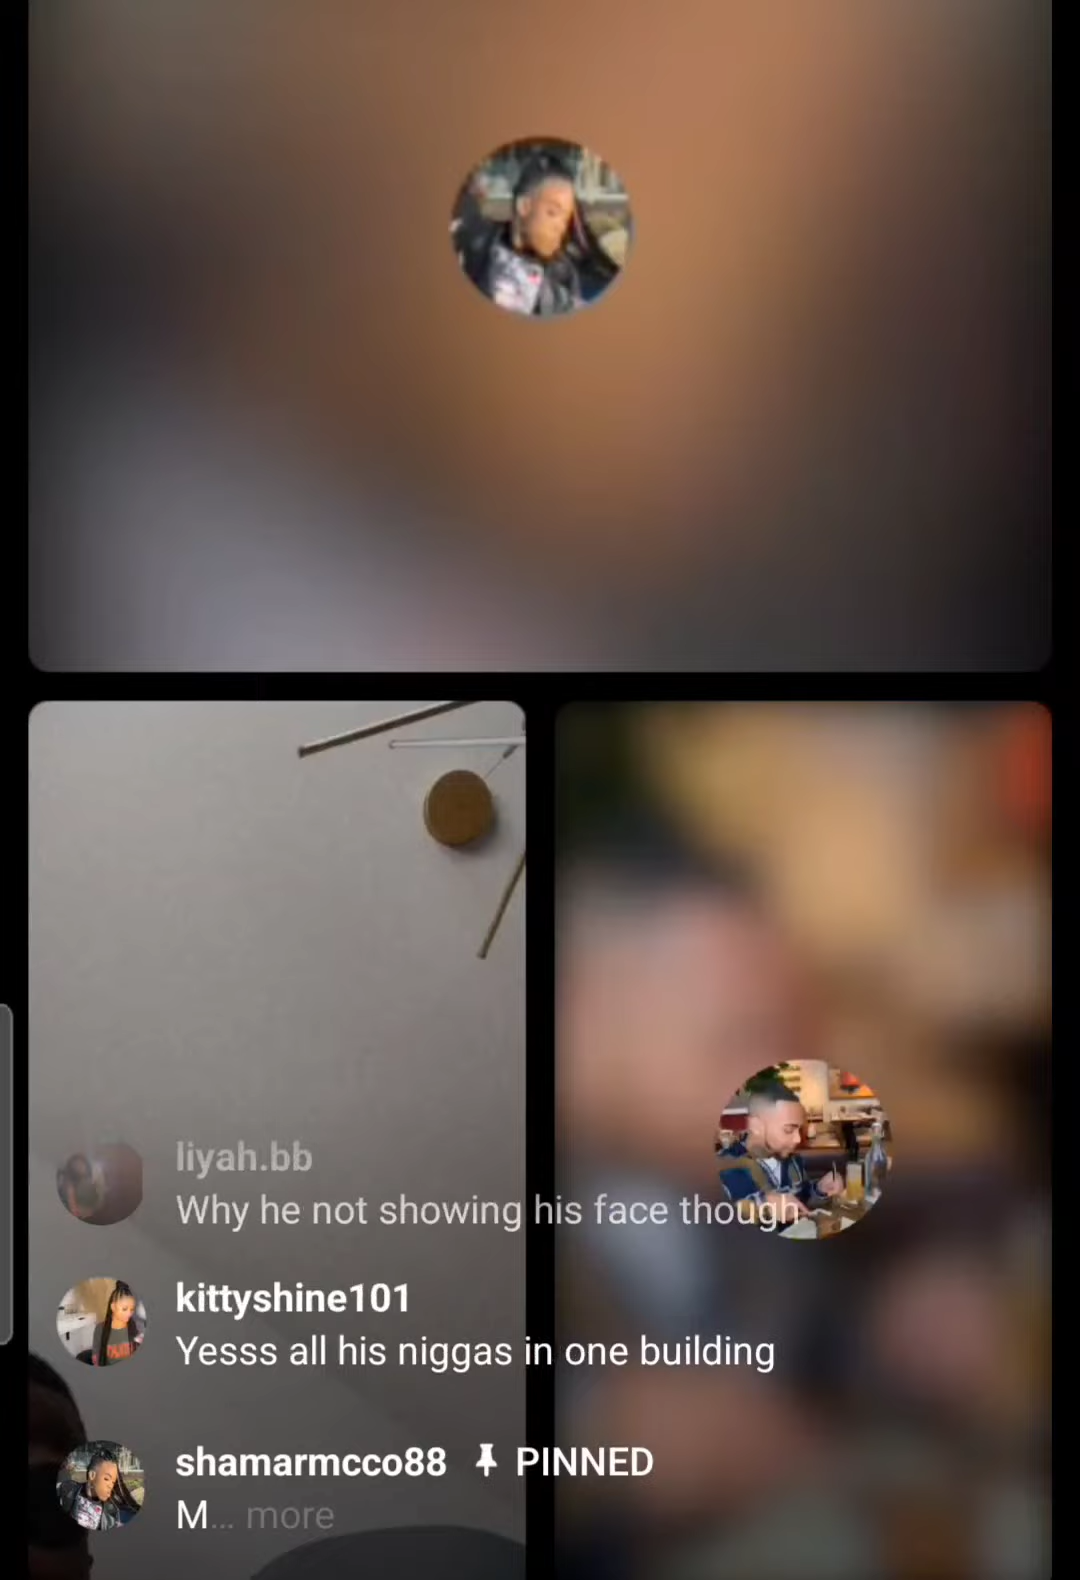 liyah.bb
Why he not showing his face though
kittyshine101
Yesss all his niggas in one building
shamarmcco88 PINNED
M... more